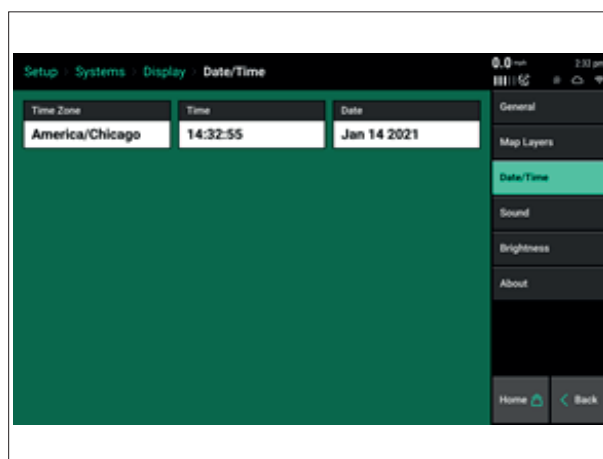 Setup > Systems > Display > Date/Time
0.0 mph 2:33 pm
Time Zone
America/Chicago
Time
14:32:55
Date
Jan 14 2021
General
Map Layers
Date/Time
Sound
Brightness
About
Home
< Back